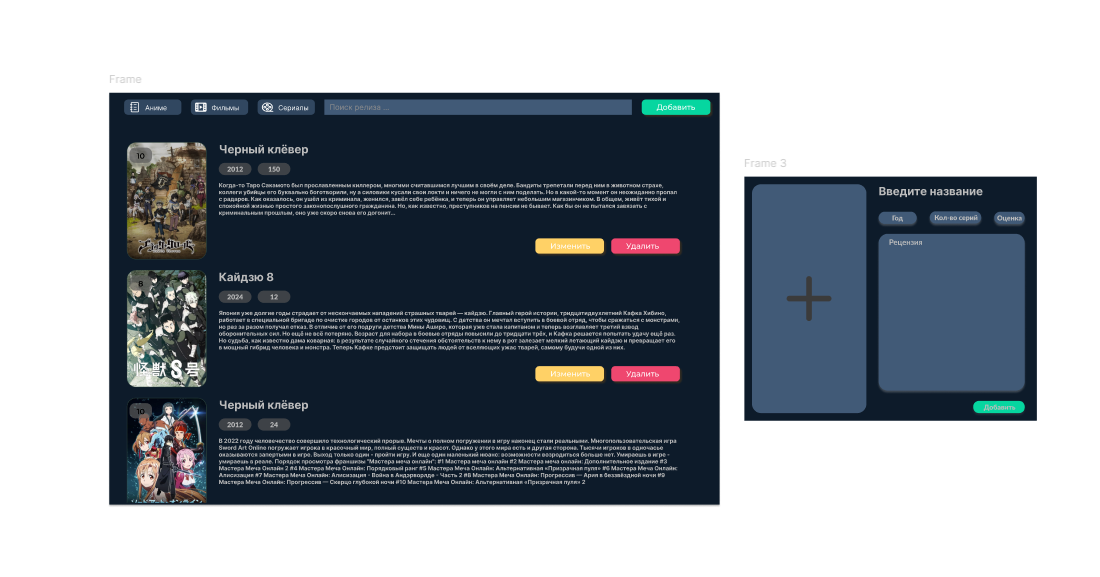 Frame
Аниме
Фильмы
Сериалы
Поиск релиза ...
Добавить
10
Черный клёвер
2012
150
Когда-то Таро Сакамото был прославленным киллером, многими считавшимся лучшим в своём деле. Бандиты трепетали перед ним в животном страхе,
коллеги убийцы его буквально боготворили, ну а силовики кусали свои локти и ничего не могли с ним поделать. Но в какой-то момент он неожиданно пропал
с радаров. Как оказалось, он ушёл из криминала, женился, завёл себе ребёнка, и теперь он управляет небольшим магазинчиком. В общем, живёт тихой и
спокойной жизнью простого законопослушного гражданина. Но, как известно, преступников на пенсии не бывает. Как бы он не пытался завязать с
криминальным прошлым, оно уже скоро снова его догонит...
Изменить
Удалить
8
Кайдзю 8
2024
12
Япония уже долгие годы страдает от нескончаемых нападений страшных тварей — кайдзю. Главный герой истории, тридцатидвухлетний Кафка Хибино,
работает в специальной бригаде по очистке городов от останков этих чудовищ. С детства он мечтал вступить в боевой отряд, чтобы сражаться с монстрами,
но раз за разом получал отказ. В отличие от его подруги детства Мины Аширо, которая уже стала капитаном и теперь возглавляет третий взвод
оборонительных сил. Но ещё не всё потеряно. Возраст для набора в боевые отряды повысили до тридцати трёх, и Кафка решается попытать удачу ещё раз.
Но судьба, как известно дама коварная: в результате случайного стечения обстоятельств к нему в рот залезает мелкий летающий кайдзю и превращает его
в мощный гибрид человека и монстра. Теперь Кафке предстоит защищать людей от вселяющих ужас тварей, самому будучи одной из них.
怪獣8号
Изменить
Удалить
10
Черный клёвер
2012
24
В 2022 году человечество совершило технологический прорыв. Мечты о полном погружении в игру наконец стали реальными. Многопользовательская игра
Sword Art Online погружает игрока в красочный мир, полный существ и красот. Однако у этого мира есть и другая сторона. Тысячи игроков в одночасье
оказываются запертыми в игре. Выход только один - пройти игру. И еще один маленький нюанс: возможности возродиться больше нет. Умираешь в игре -
умираешь в реале. Порядок просмотра франшизы "Мастера меча онлайн": #1 Мастера меча онлайн #2 Мастера меча онлайн: Дополнительное издание #3
Мастера Меча Онлайн 2 #4 Мастера Меча Онлайн: Порядковый ранг #5 Мастера Меча Онлайн: Альтернативная «Призрачная пуля» #6 Мастера Меча Онлайн:
Алисизация #7 Мастера Меча Онлайн: Алисизация - Война в Андерворлде - Часть 2 #8 Мастера Меча Онлайн: Прогрессив — Ария в беззвёздной ночи #9
Мастера Меча Онлайн: Прогрессив — Скерцо глубокой ночи #10 Мастера Меча Онлайн: Альтернативная «Призрачная пуля» 2
Frame 3
Введите название
Год
Кол-во серий
Оценка
Рецензия
Добавить